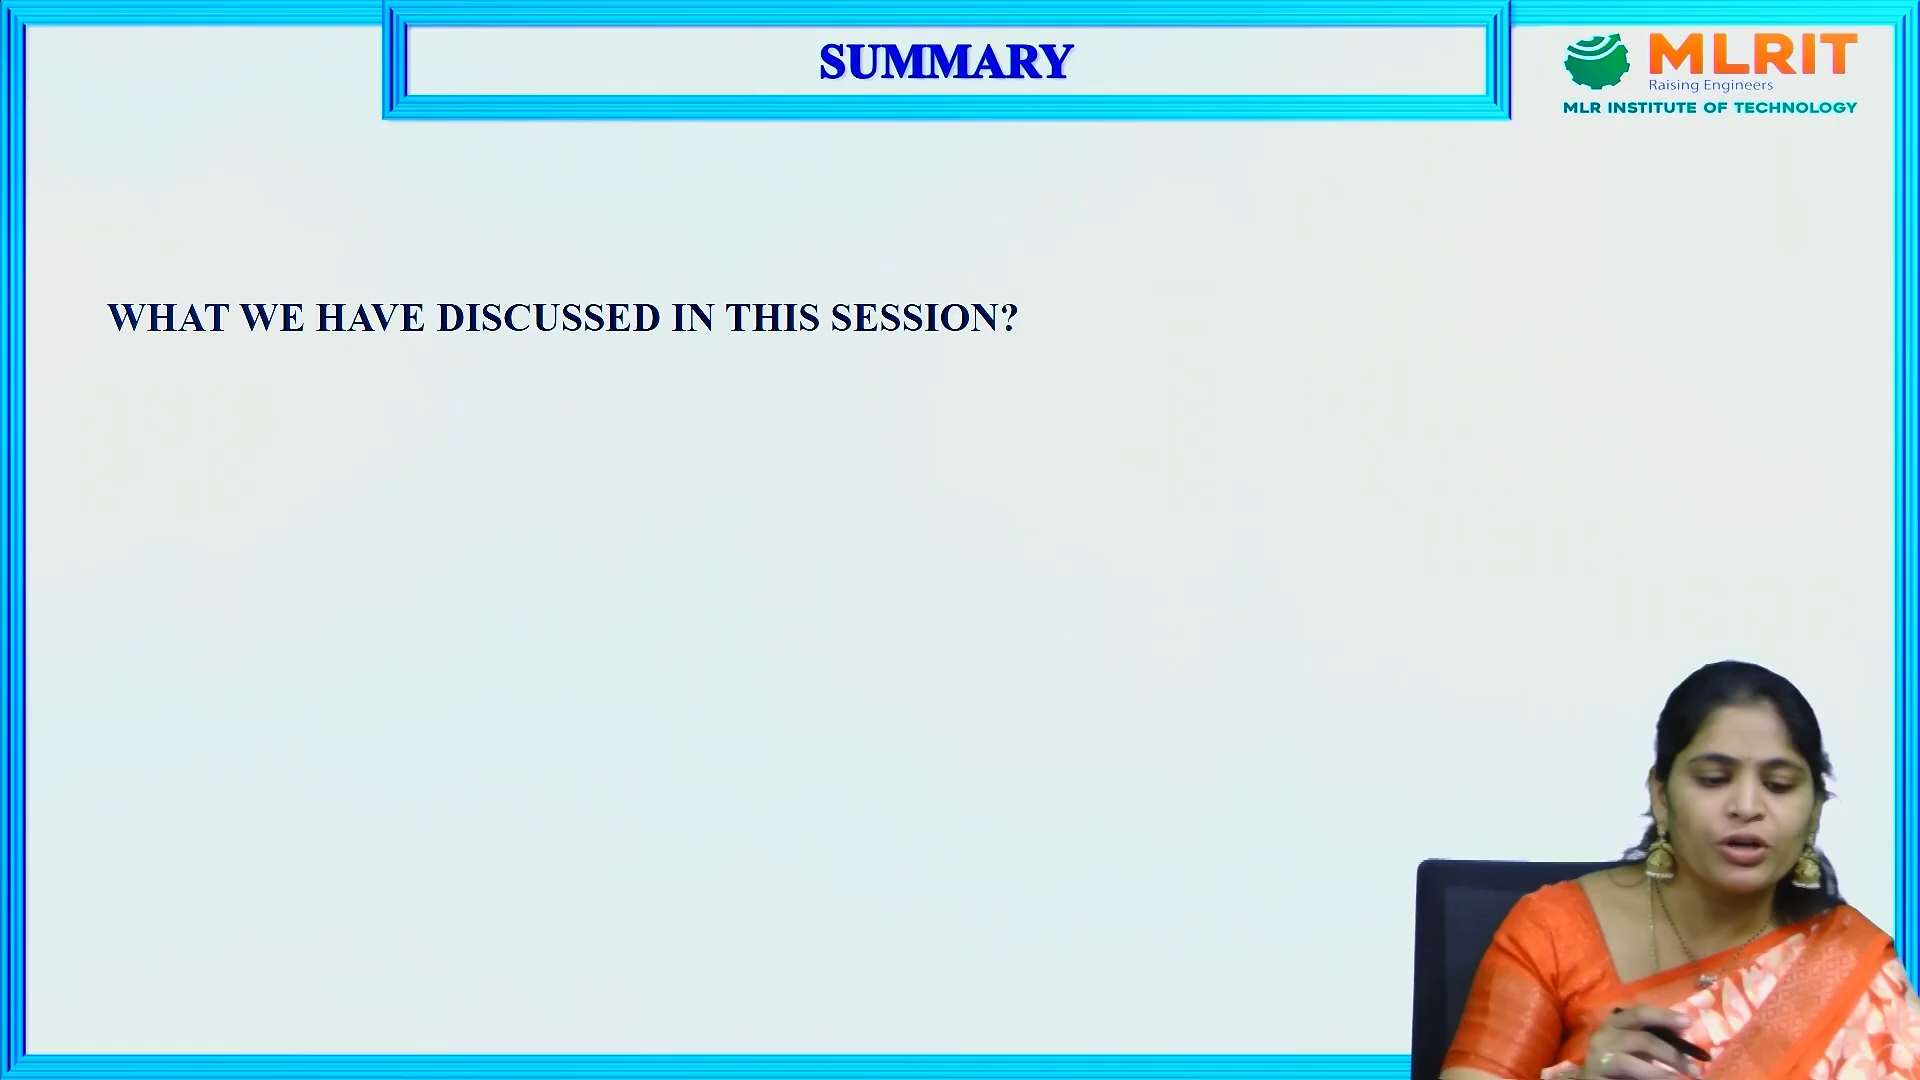 SUMMARY
MLRIT
Raising Engineers
MLR INSTITUTE OF TECHNOLOGY
WHAT WE HAVE DISCUSSED IN THIS SESSION?